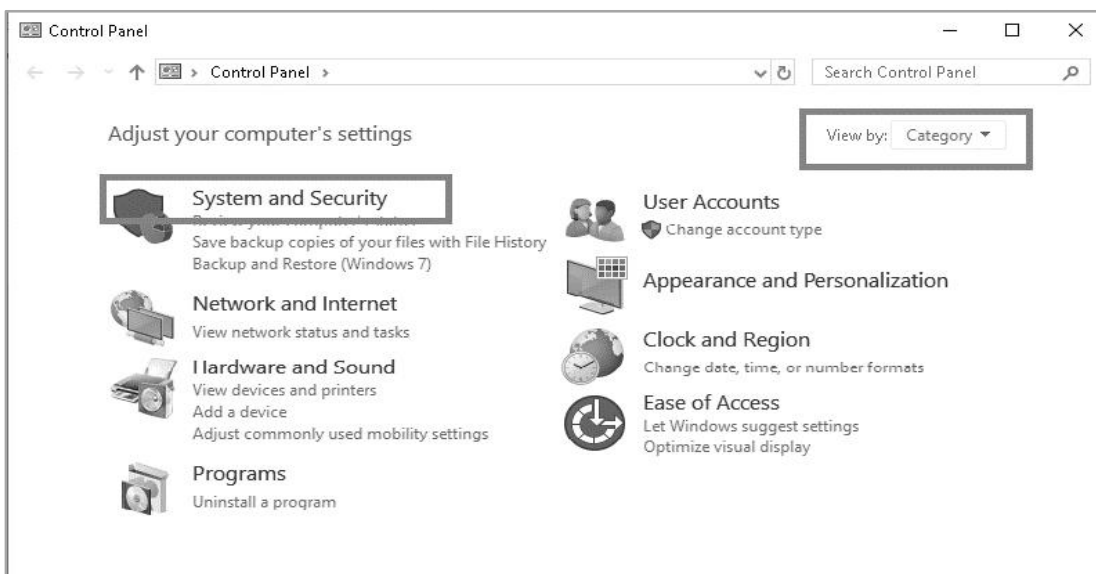 Control Panel
Control Panel
Search Control Panel
Adjust your computer's settings
View by: Category
System and Security
Save backup copies of your files with File History
Backup and Restore (Windows 7)
Network and Internet
View network status and tasks
Hardware and Sound
View devices and printers
Add a device
Adjust commonly used mobility settings
Programs
Uninstall a program
User Accounts
Change account type
Appearance and Personalization
Clock and Region
Change date, time, or number formats
Ease of Access
Let Windows suggest settings
Optimize visual display